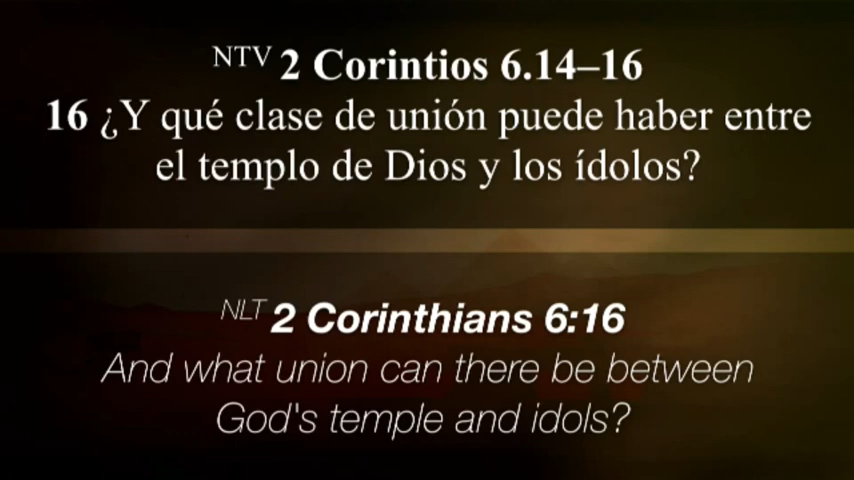 NTV 2 Corintios 6.14–16
16 ¿Y qué clase de unión puede haber entre
el templo de Dios y los ídolos?
NLT 2 Corinthians 6:16
And what union can there be between
God's temple and idols?